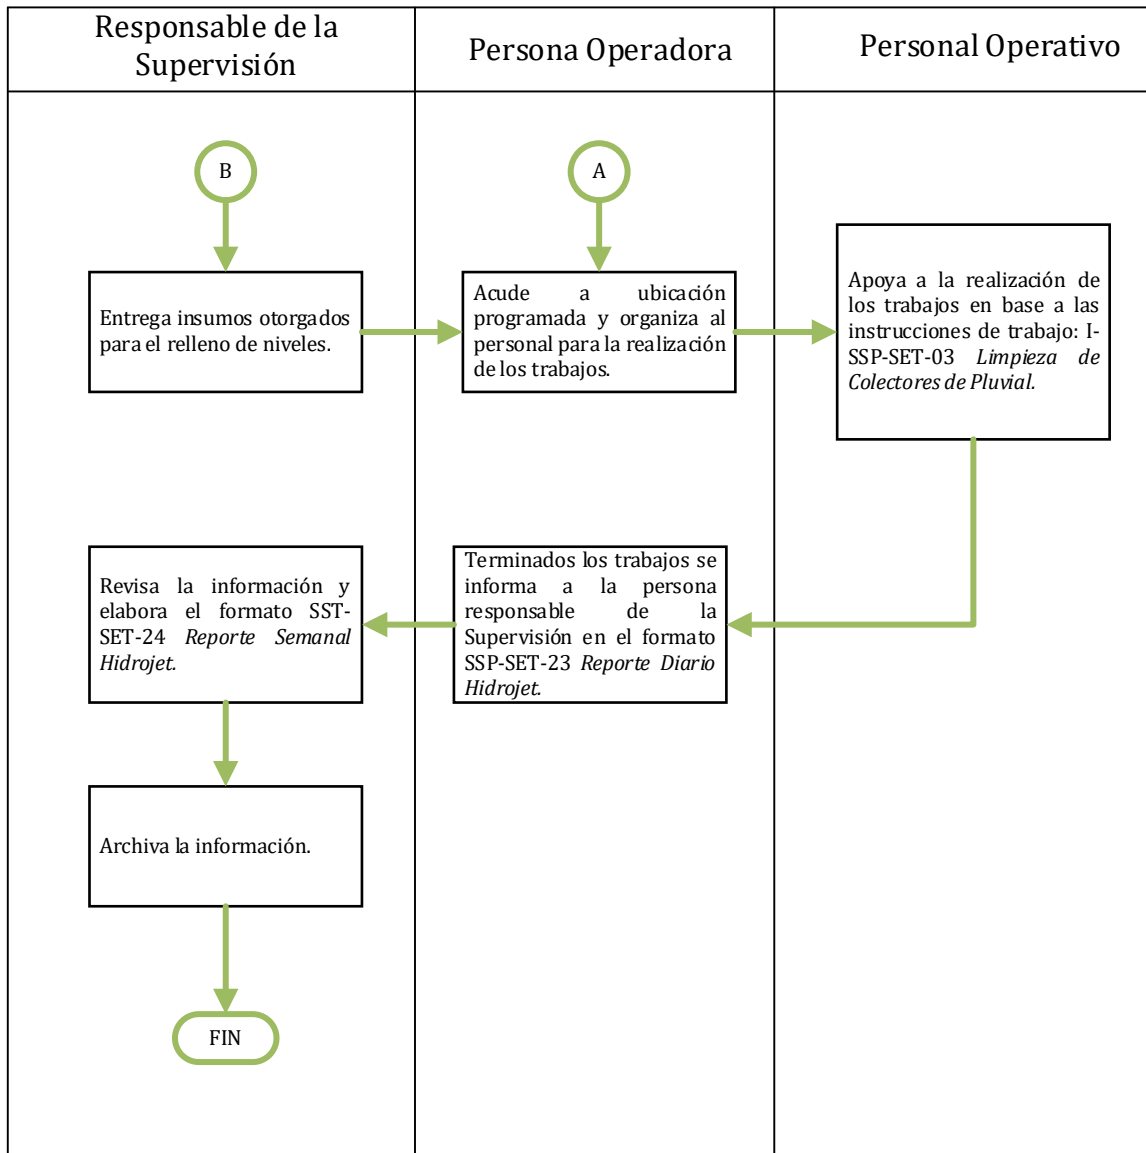 Responsable de la
Supervisión
Persona Operadora
Personal Operativo
B
A
Entrega insumos otorgados
para el relleno de niveles.
Acude a ubicación
programada y organiza al
personal para la realización
de los trabajos.
Apoya a la realización de
los trabajos en base a las
instrucciones de trabajo: I-
SSP-SET-03 Limpieza de
Colectores de Pluvial.
Revisa la información y
elabora el formato SST-
SET-24 Reporte Semanal
Hidrojet.
Terminados los trabajos se
informa a la persona
responsable de la
Supervisión en el formato
SSP-SET-23 Reporte Diario
Hidrojet.
Archiva la información.
FIN